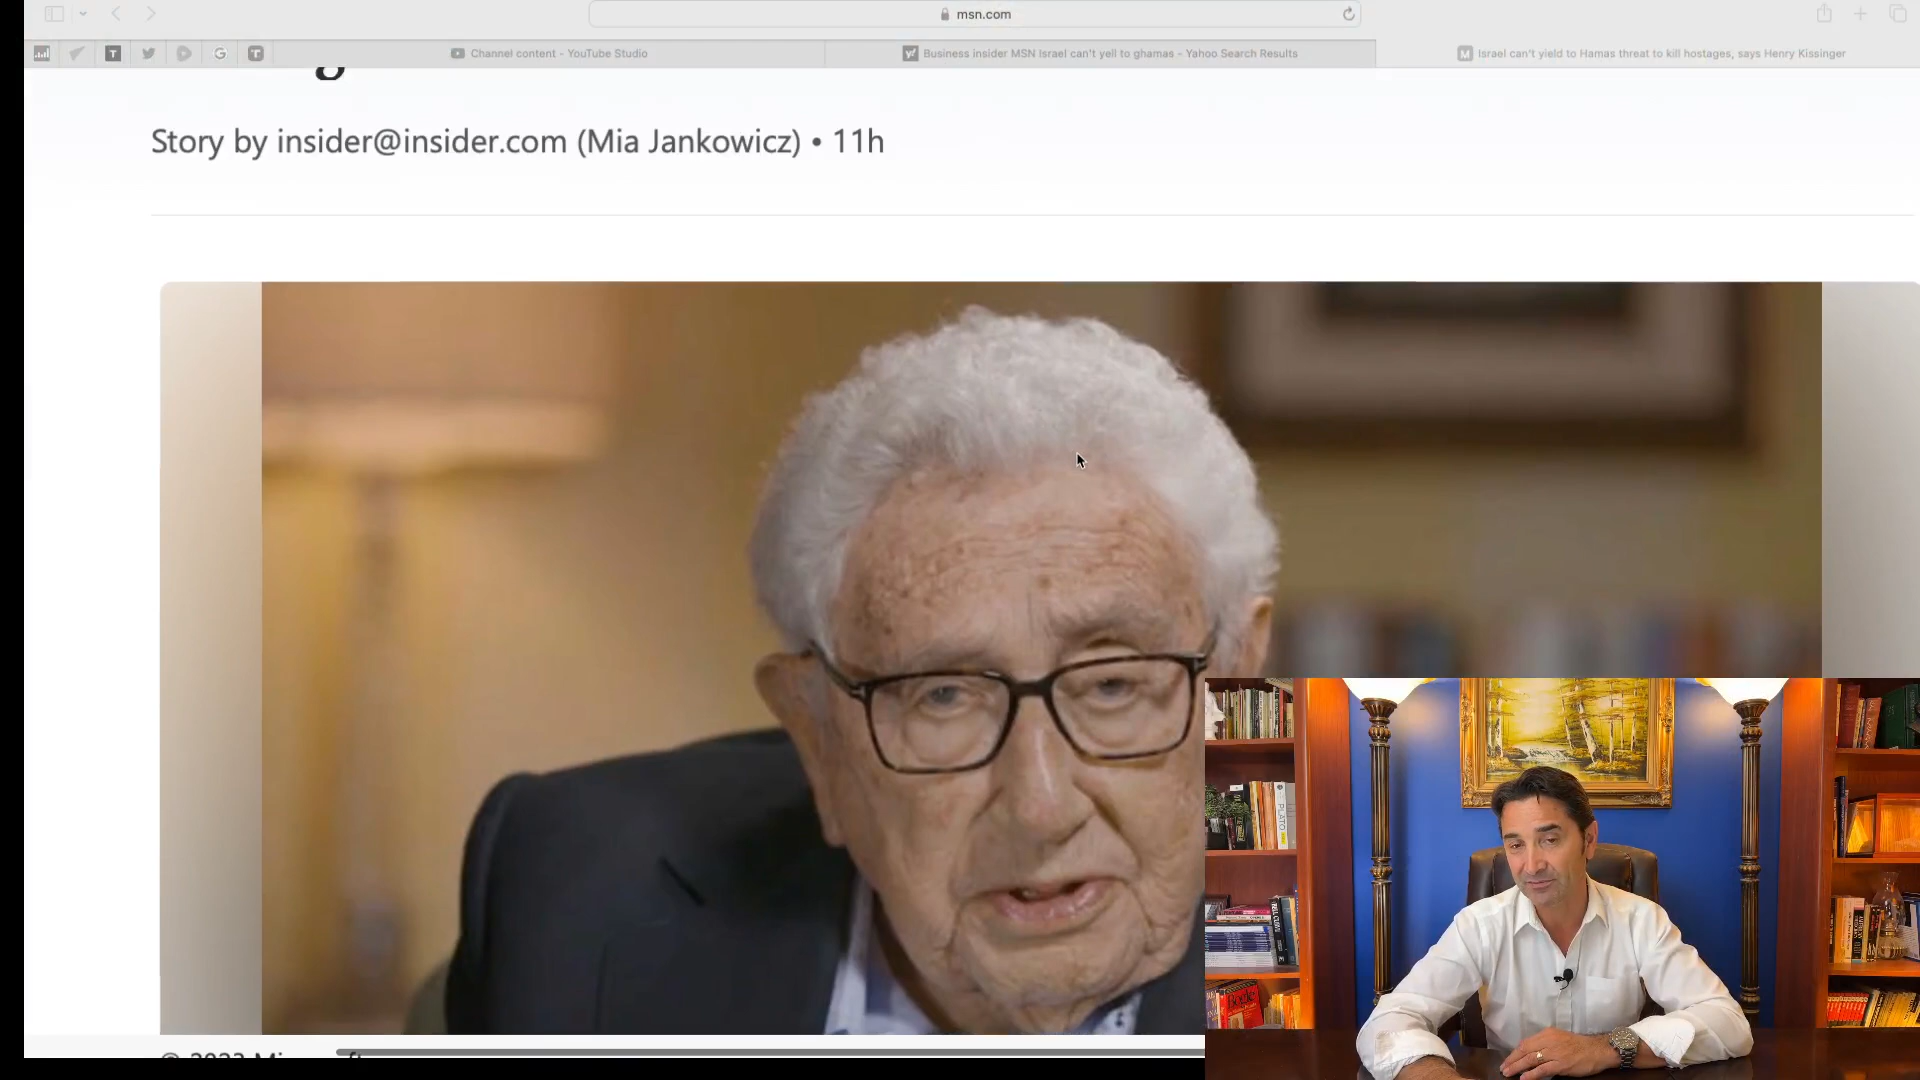 msn.com
Channel content - YouTube Studio
Business insider MSN Israel can't yell to ghamas - Yahoo Search Results
Israel can't yield to Hamas threat to kill hostages, says Henry Kissinger
Story by insider@insider.com (Mia Jankowicz) • 11h
PLATO